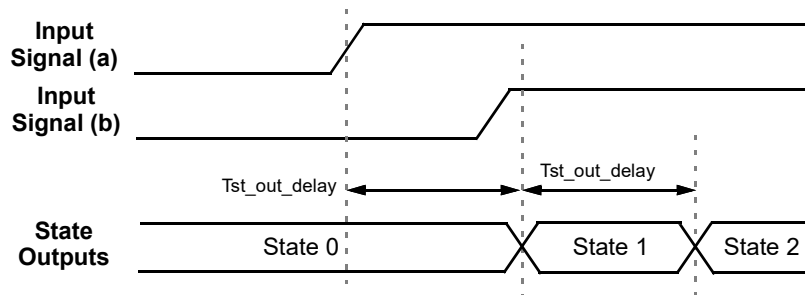 Input
Signal (a)
Input
Signal (b)
Tst_out_delay
Tst_out_delay
State
Outputs
State 0
State 1
State 2